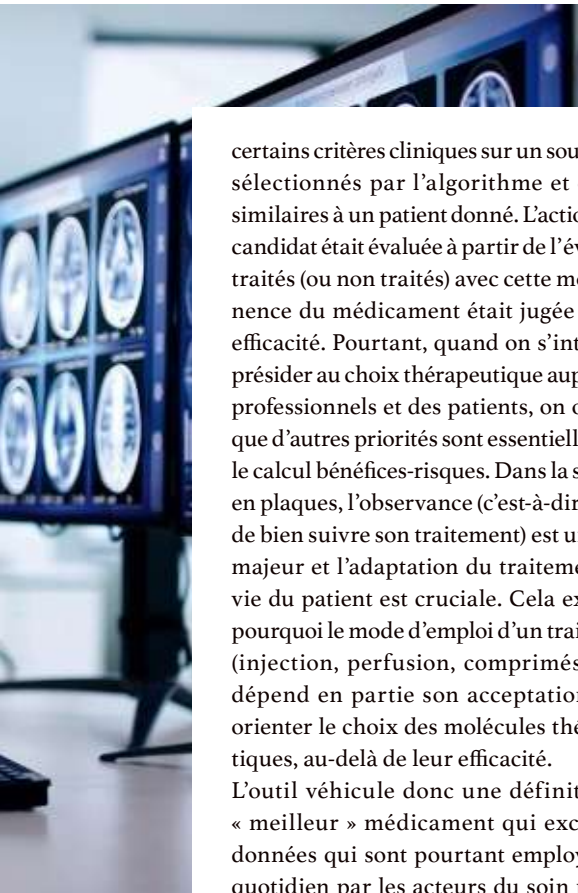 certains critères cliniques sur un
sélectionnés par l’algorithme et
similaires à un patient donné.
candidat était évaluée à partir de
traités (ou non traités) avec cette
nence du médicament était jugée
efficacité. Pourtant, quand on
présider au choix thérapeutique
professionnels et des patients, on
que d’autres priorités sont
le calcul bénéfices-risques. Dans la
en plaques, l’observance
de bien suivre son traitement) est
majeur et l’adaptation du
vie du patient est cruciale. Cela
pourquoi le mode d’emploi d’un
(injection, perfusion, comprimés
dépend en partie son acceptation
orienter le choix des molécules
tiques, au-delà de leur efficacité.
L’outil véhicule donc une
« meilleur » médicament qui
données qui sont pourtant
quotidien par les acteurs du soin